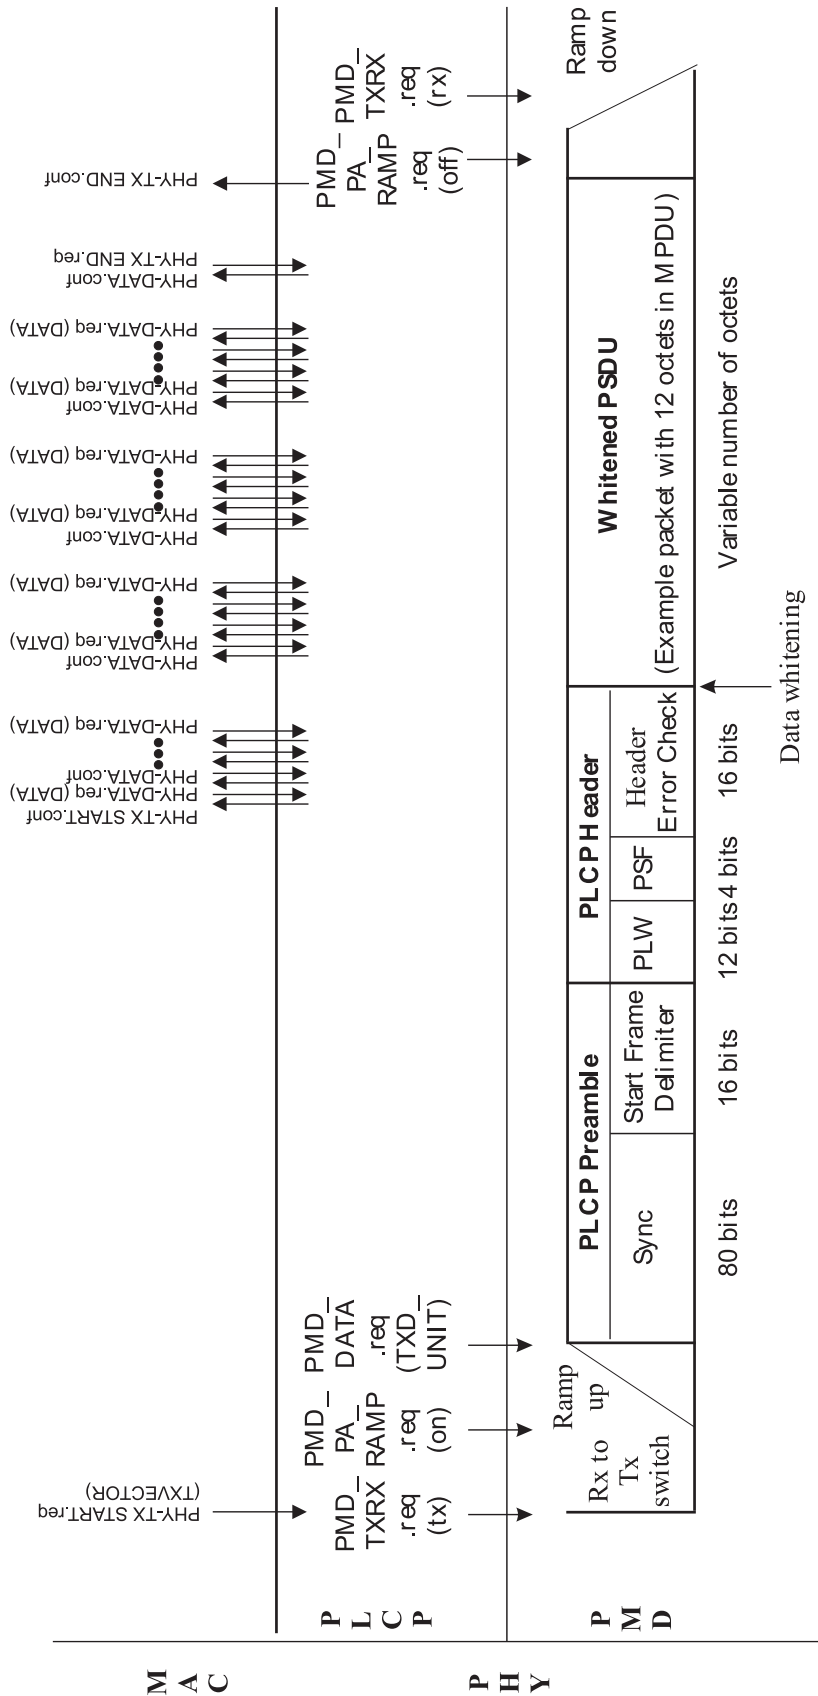 M
A
C
P
H
Y
P
L
C
P
P
M
D
PHY-TX START.req
(TXVECTOR)
PHY-TX START.conf
PHY-DATA.req (DATA)
PHY-DATA.conf
PHY-DATA.req (DATA)
PHY-DATA.conf
PHY-DATA.req (DATA)
PHY-DATA.req (DATA)
PHY-DATA.conf
PHY-DATA.req (DATA)
PHY-DATA.req (DATA)
PHY-DATA.conf
PHY-DATA.req (DATA)
PHY-DATA.req (DATA)
PHY-DATA.conf
PHY-TX END.req
PHY-TX END.conf
PMD_
TXRX
.req
(tx)
PMD_
PA_
RAMP
.req
(on)
PMD_
DATA
.req
(TXD_
UNIT)
PMD_
PA_
RAMP
.req
(off)
PMD_
TXRX
.req
(rx)
Rx to
Tx
switch
Ramp
up
PLCP Preamble
Sync
Start Frame
Delimiter
PLCP Header
PLW
PSF
Header
Error Check
Whitened PSDU
(Example packet with 12 octets in MPDU)
Ramp
down
80 bits
16 bits
12 bits
4 bits
16 bits
Variable number of octets
Data whitening